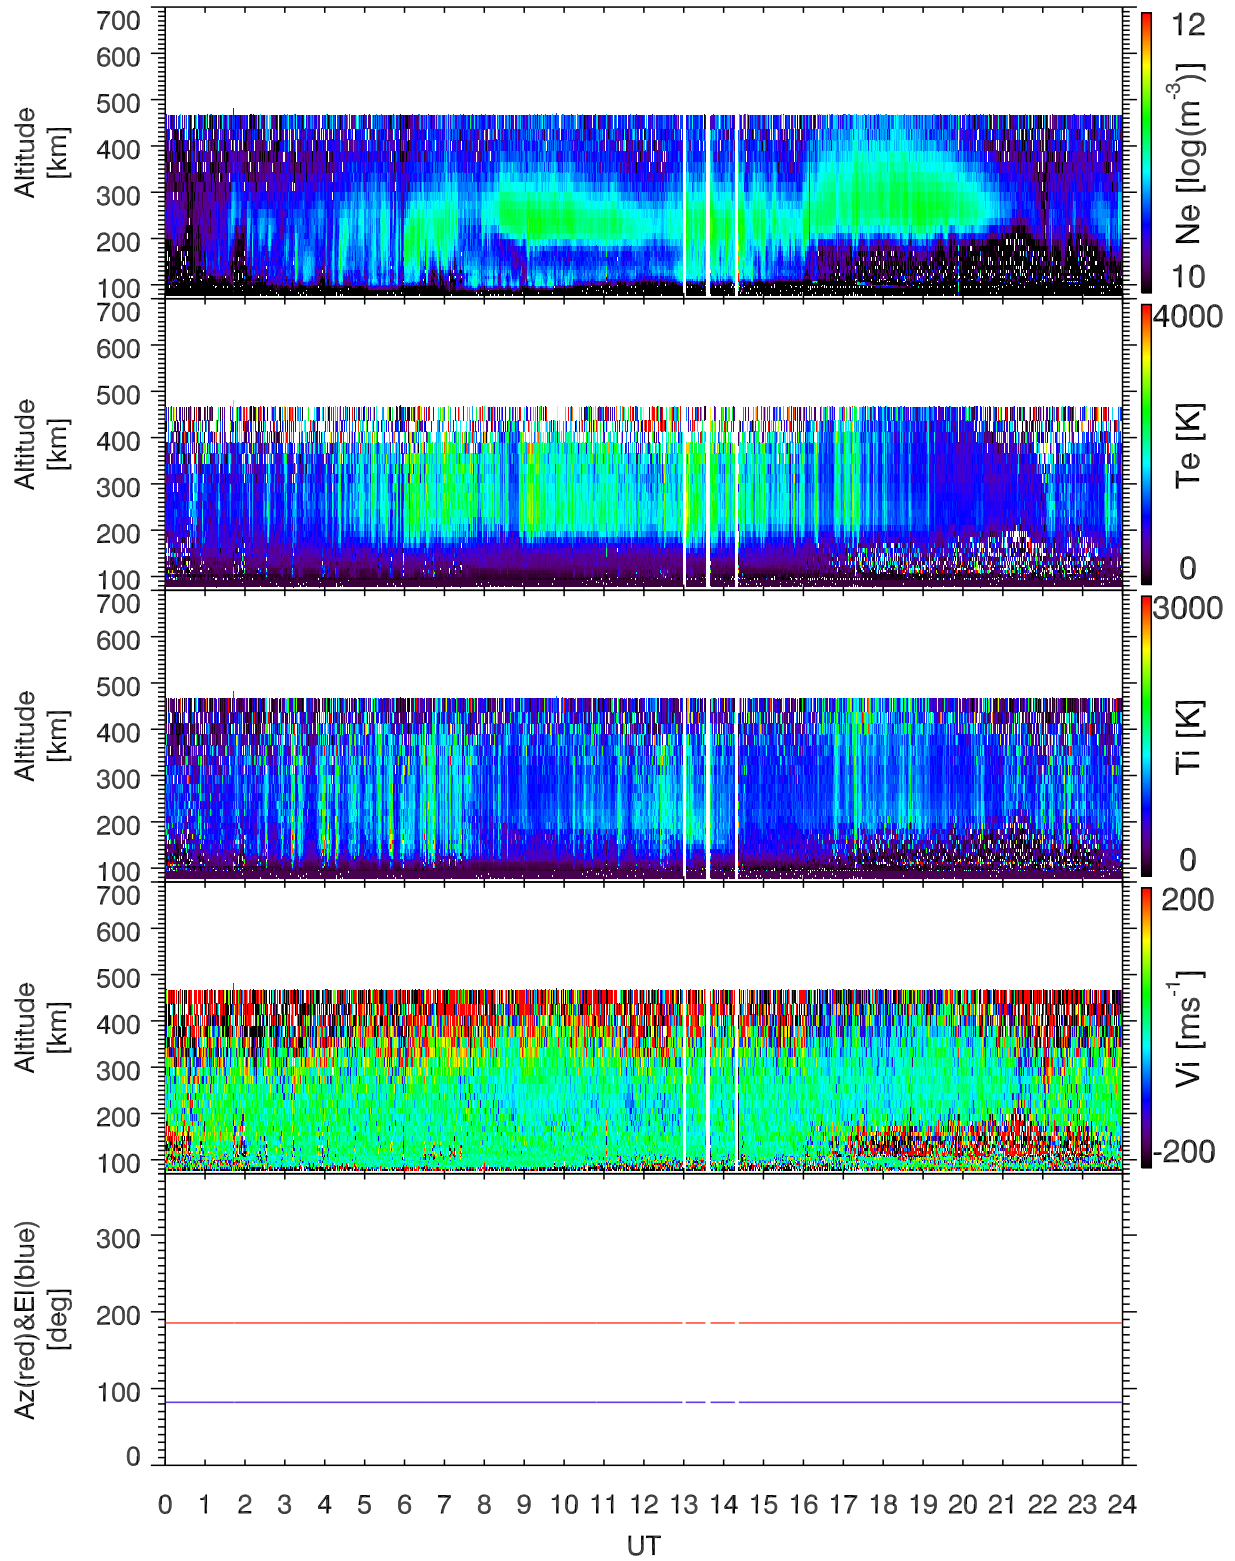 700
600
500
400
300
200
100
Altitude
[km]
12
10
Ne [log(m⁻³)]
700
600
500
400
300
200
100
Altitude
[km]
4000
0
Te [K]
700
600
500
400
300
200
100
Altitude
[km]
3000
0
Ti [K]
700
600
500
400
300
200
100
Altitude
[km]
200
-200
Vi [ms⁻¹]
300
200
100
0
Az(red)&El(blue)
[deg]
0 1 2 3 4 5 6 7 8 9 10 11 12 13 14 15 16 17 18 19 20 21 22 23 24
UT